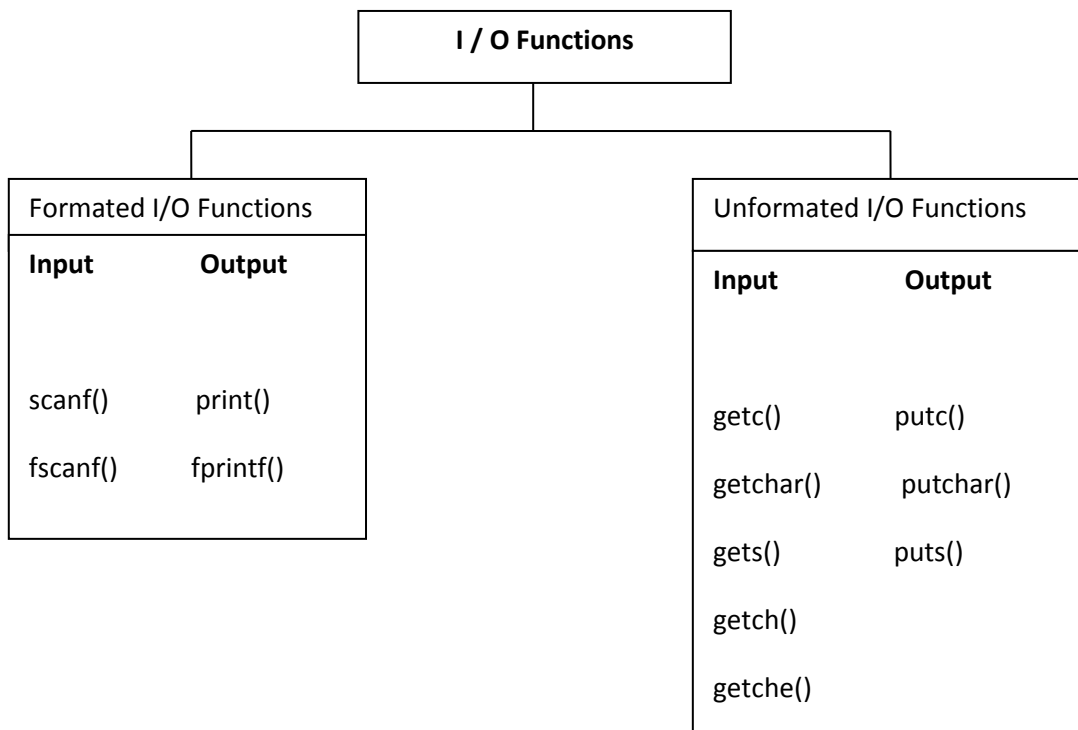 I / O Functions
Formated I/O Functions
Input Output
scanf() print()
fscanf() fprintf()
Unformated I/O Functions
Input Output
getc() putc()
getchar() putchar()
gets() puts()
getch()
getche()